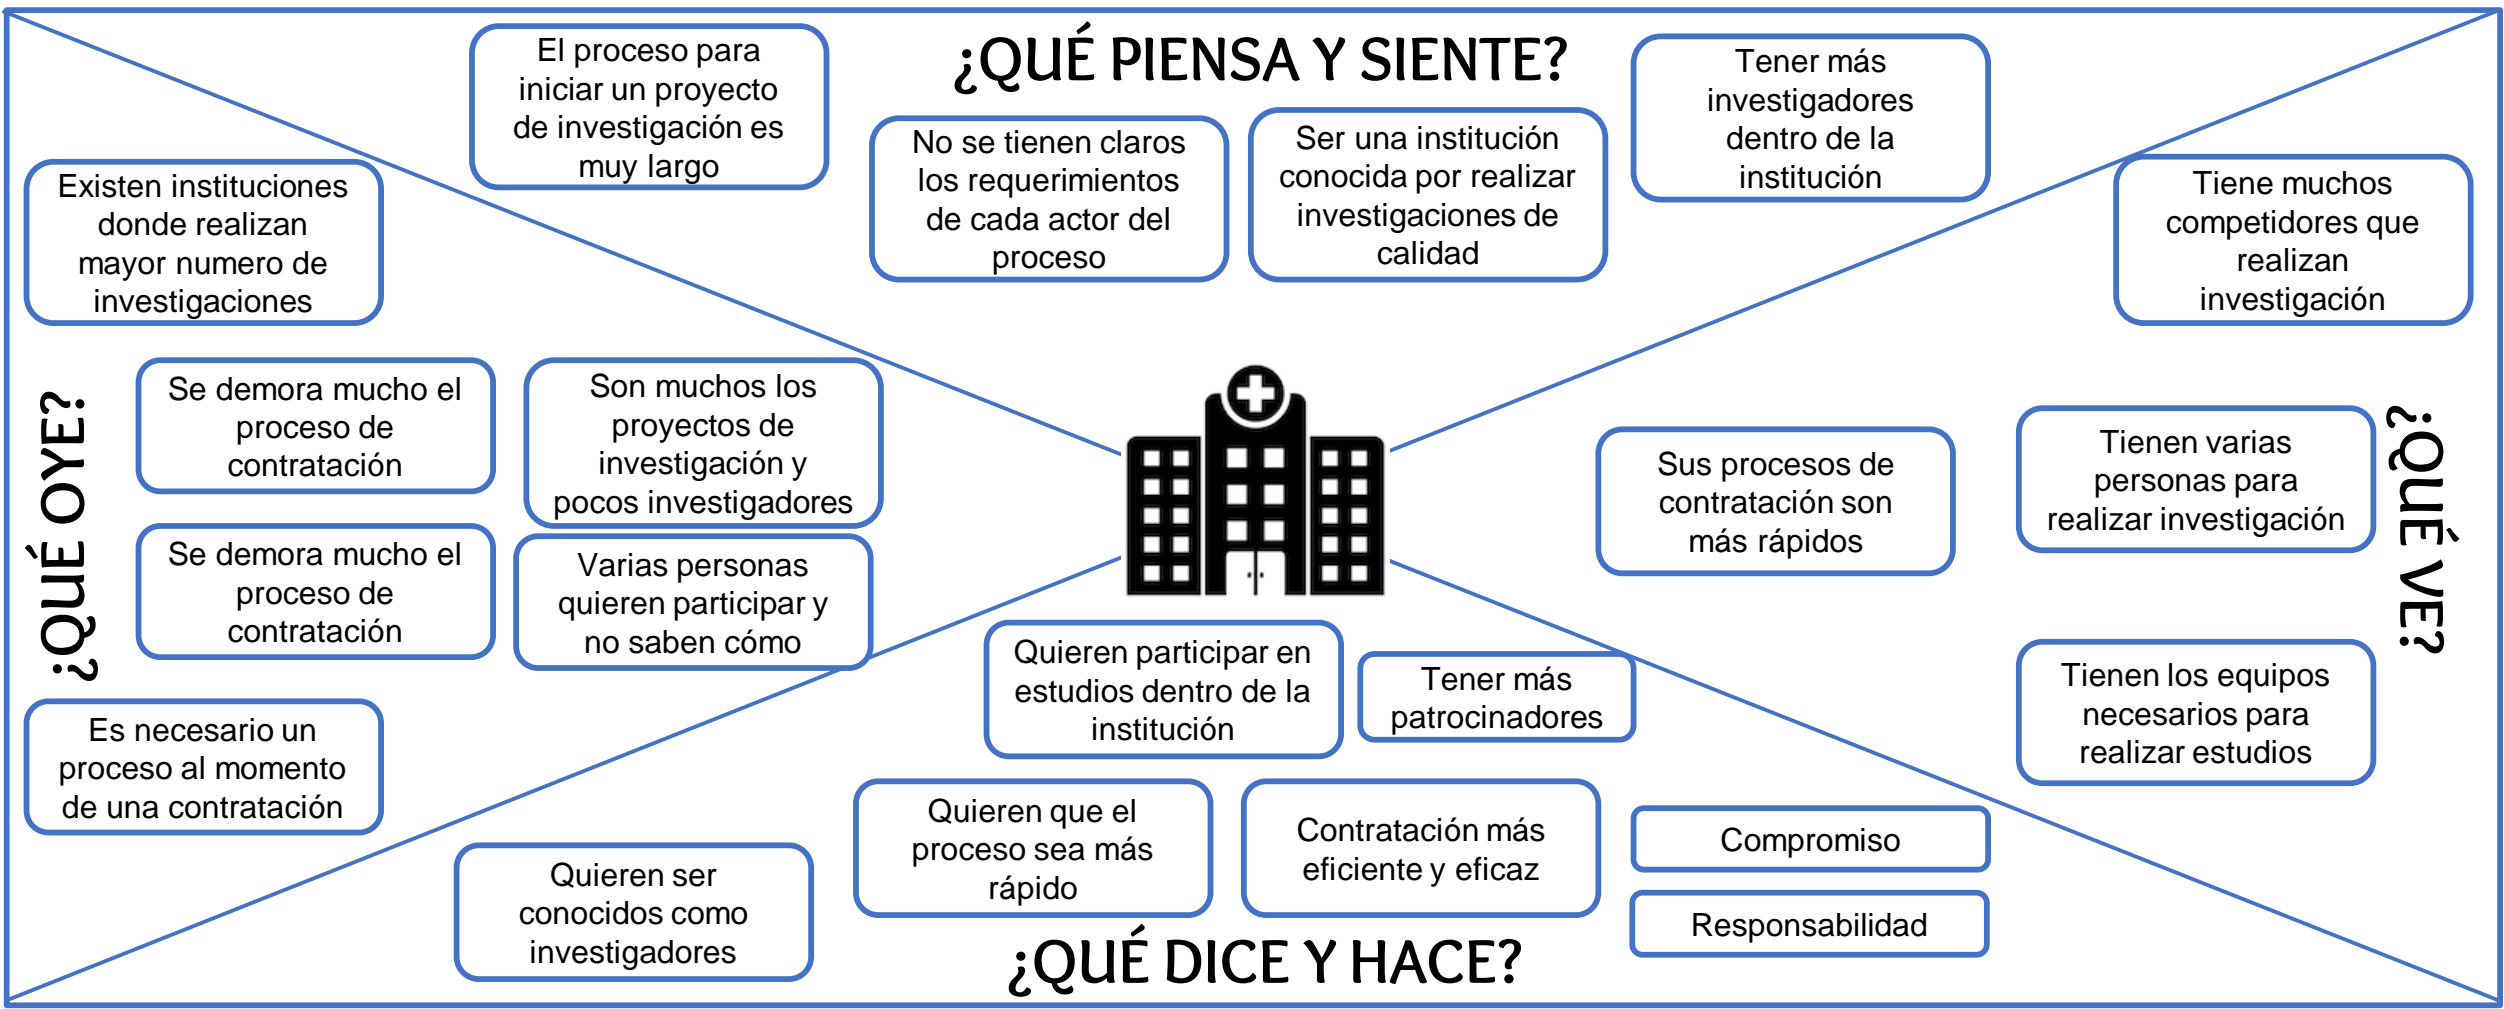 ¿QUÉ PIENSA Y SIENTE?
El proceso para
iniciar un proyecto
de investigación es
muy largo
No se tienen claros
los requerimientos
de cada actor del
proceso
Ser una institución
conocida por realizar
investigaciones de
calidad
Tener más
investigadores
dentro de la
institución
¿QUÉ OYE?
Existen instituciones
donde realizan
mayor numero de
investigaciones
Se demora mucho el
proceso de
contratación
Son muchos los
proyectos de
investigación y
pocos investigadores
Se demora mucho el
proceso de
contratación
Varias personas
quieren participar y
no saben cómo
Es necesario un
proceso al momento
de una contratación
¿QUÉ VE?
Tiene muchos
competidores que
realizan
investigación
Sus procesos de
contratación son
más rápidos
Tienen varias
personas para
realizar investigación
Tienen los equipos
necesarios para
realizar estudios
Quieren participar en
estudios dentro de la
institución
Tener más
patrocinadores
Quieren ser
conocidos como
investigadores
Quieren que el
proceso sea más
rápido
Contratación más
eficiente y eficaz
Compromiso
Responsabilidad
¿QUÉ DICE Y HACE?